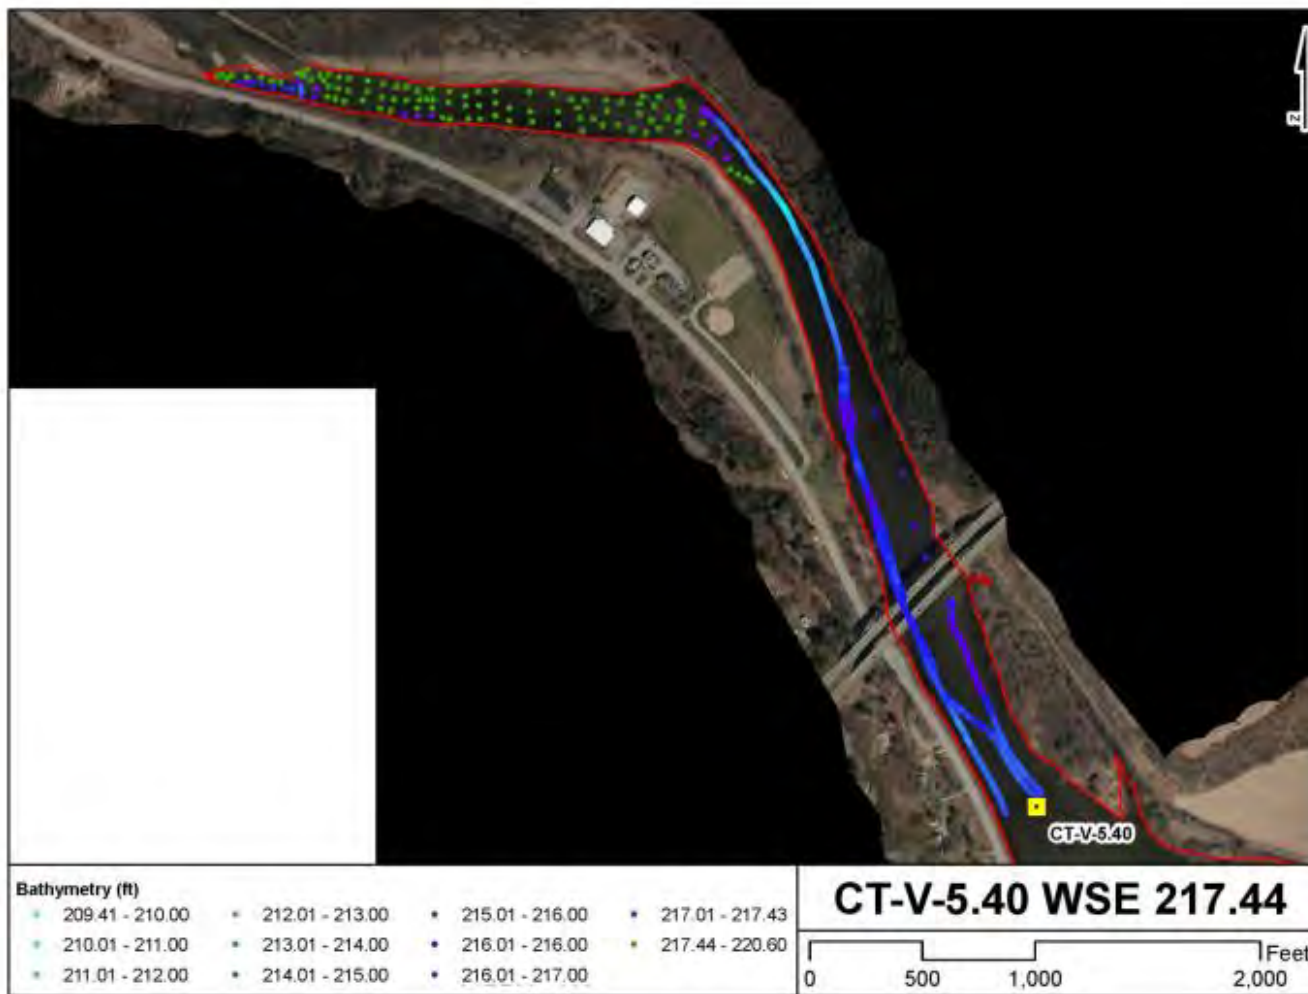 N
CT-V-5.40
Bathymetry (ft)
209.41 - 210.00
210.01 - 211.00
211.01 - 212.00
212.01 - 213.00
213.01 - 214.00
214.01 - 215.00
215.01 - 216.00
216.01 - 216.00
216.01 - 217.00
217.01 - 217.43
217.44 - 220.60
CT-V-5.40 WSE 217.44
Feet
0 500 1,000 2,000